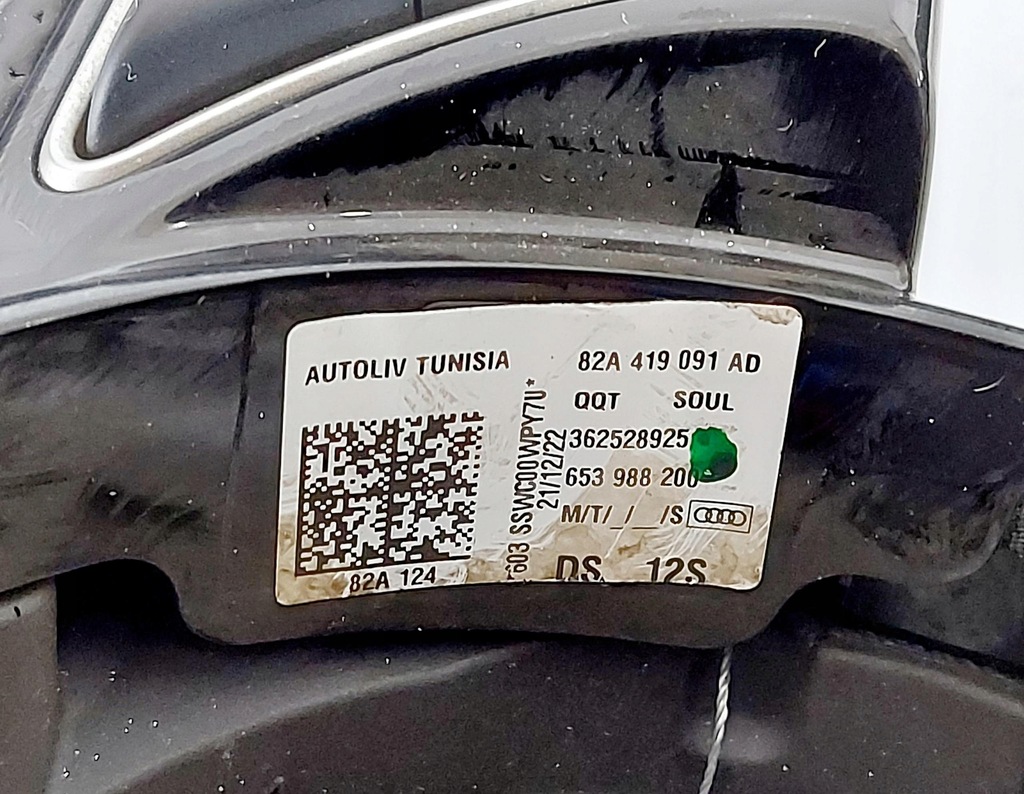 AUTOLIV TUNISIA
82A 419 091 AD
QQT SOUL
362528925
653 988 200
M/T/_/__/S
DS 12S
82A 124
SSWC00WPY7U*
21/12/22